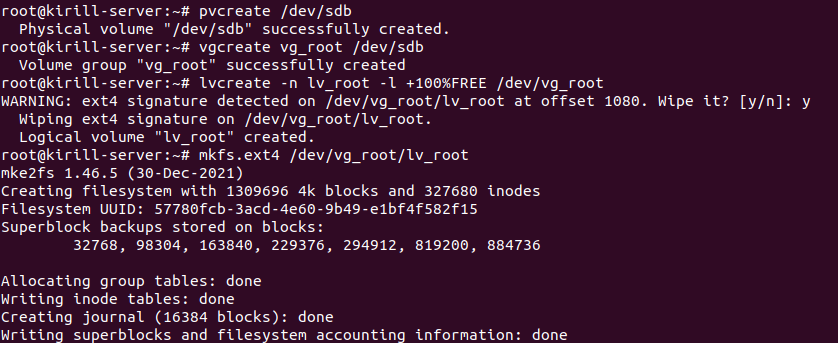 root@kirill-server:~# pvcreate /dev/sdb
  Physical volume "/dev/sdb" successfully created.
root@kirill-server:~# vgcreate vg_root /dev/sdb
  Volume group "vg_root" successfully created
root@kirill-server:~# lvcreate -n lv_root -l +100%FREE /dev/vg_root
WARNING: ext4 signature detected on /dev/vg_root/lv_root at offset 1080. Wipe it? [y/n]: y
  Wiping ext4 signature on /dev/vg_root/lv_root.
  Logical volume "lv_root" created.
root@kirill-server:~# mkfs.ext4 /dev/vg_root/lv_root
mke2fs 1.46.5 (30-Dec-2021)
Creating filesystem with 1309696 4k blocks and 327680 inodes
Filesystem UUID: 57780fcb-3acd-4e60-9b49-e1bf4f582f15
Superblock backups stored on blocks:
        32768, 98304, 163840, 229376, 294912, 819200, 884736

Allocating group tables: done
Writing inode tables: done
Creating journal (16384 blocks): done
Writing superblocks and filesystem accounting information: done